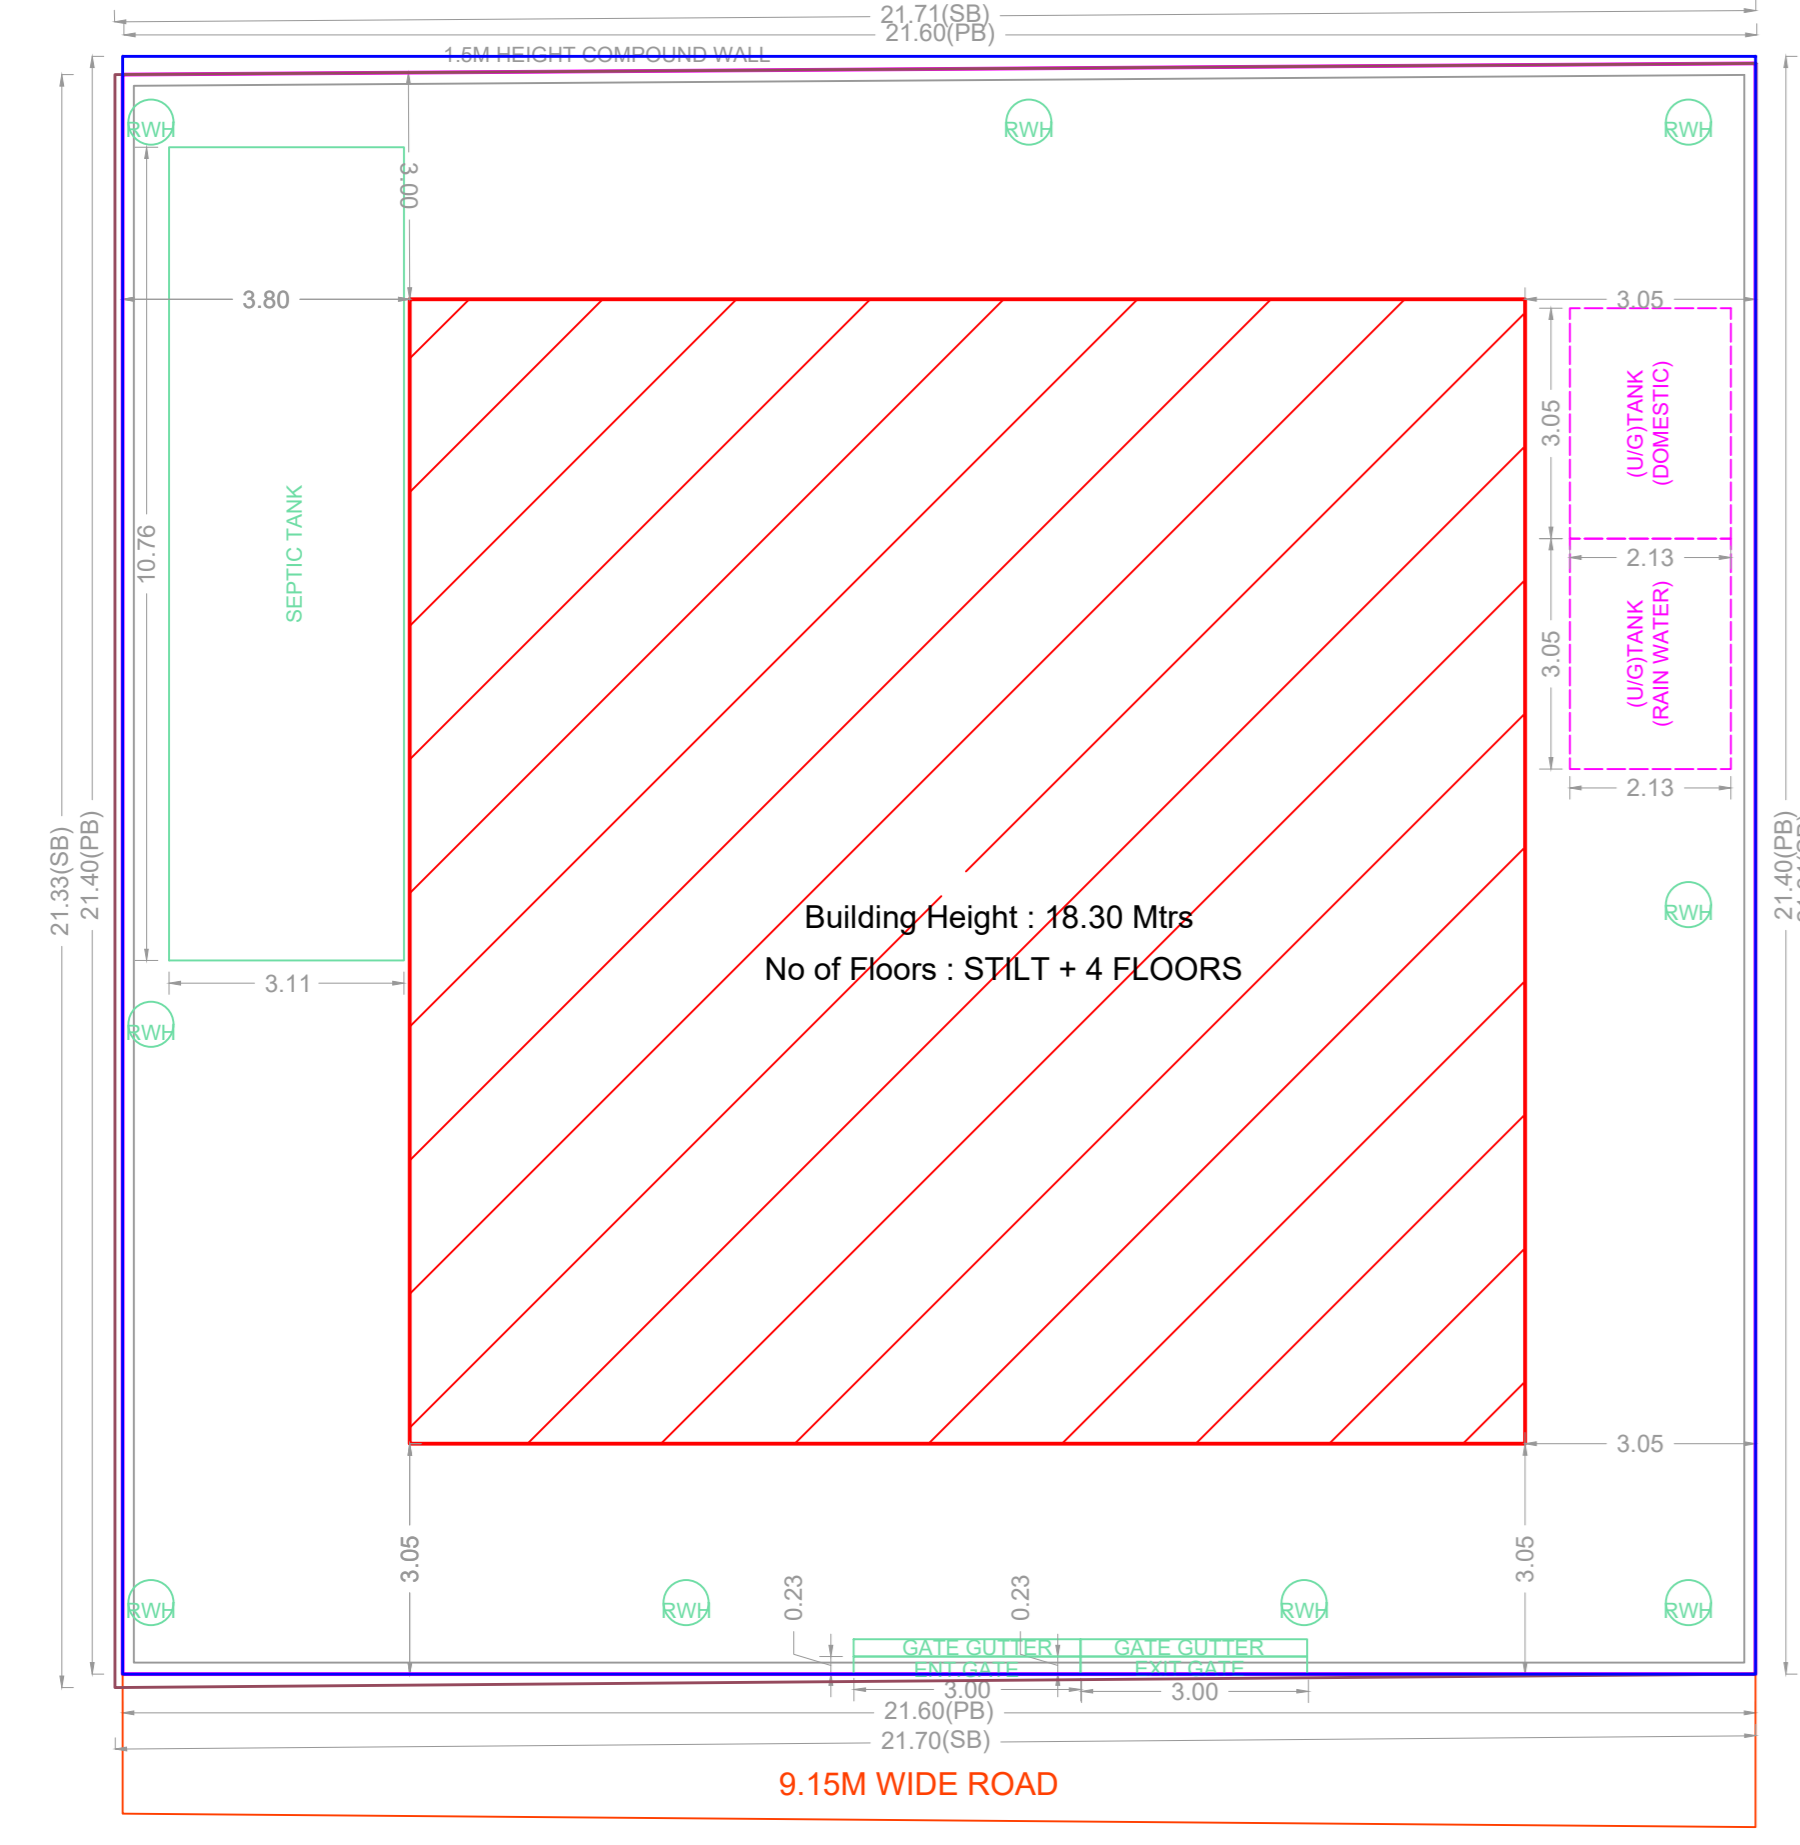 21.71(SB)
21.60(PB)
1.5M HEIGHT COMPOUND WALL
RWH
RWH
RWH
3.00
3.80
3.05
3.05
(U/G)TANK
(DOMESTIC)
10.76
SEPTIC TANK
2.13
3.05
(U/G)TANK
(RAIN WATER)
2.13
21.33(SB)
21.40(PB)
21.40(PB)
Building Height : 18.30 Mtrs
No of Floors : STILT + 4 FLOORS
RWH
3.11
RWH
3.05
3.05
3.05
0.23
0.23
RWH
RWH
RWH
RWH
GATE GUTTER
GATE GUTTER
ENT.GATE
EXIT GATE
3.00
3.00
21.60(PB)
21.70(SB)
9.15M WIDE ROAD